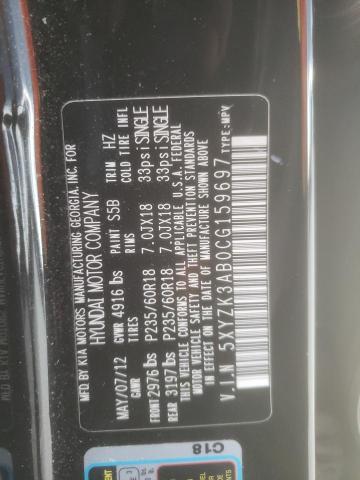 MFD.BY KIA MOTORS MANUFACTURING GEORGIA, INC. FOR
HYUNDAI MOTOR COMPANY
MAY/07/12 GVWR 4916 lbs PAINT S5B TRIM HZ
TIRES RIMS COLD TIRE INFL
FRONT 2976 lbs P235/60R18 7.0JX18 33psi SINGLE
REAR 3197 lbs P235/60R18 7.0JX18 33psi SINGLE
THIS VEHICLE CONFORMS TO ALL APPLICABLE U.S.A. FEDERAL
MOTOR VEHICLE SAFETY AND THEFT PREVENTION STANDARDS
IN EFFECT ON THE DATE OF MANUFACTURE SHOWN ABOVE.
V.I.N 5XYZK3AB0CG159697 TYPE:MPV
C18